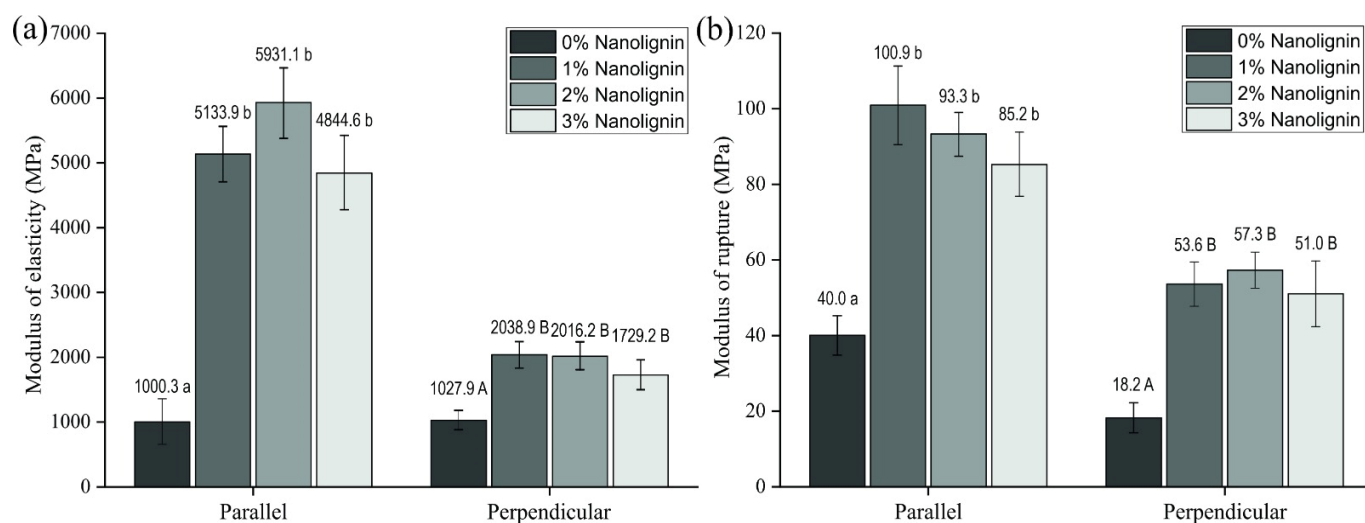 (a)
Modulus of elasticity (MPa)
7000
6000
5000
4000
3000
2000
1000
0
0% Nanolignin
1% Nanolignin
2% Nanolignin
3% Nanolignin
1000.3 a
5133.9 b
5931.1 b
4844.6 b
1027.9 A
2038.9 B
2016.2 B
1729.2 B
Parallel
Perpendicular
(b)
Modulus of rupture (MPa)
120
100
80
60
40
20
0
0% Nanolignin
1% Nanolignin
2% Nanolignin
3% Nanolignin
40.0 a
100.9 b
93.3 b
85.2 b
18.2 A
53.6 B
57.3 B
51.0 B
Parallel
Perpendicular